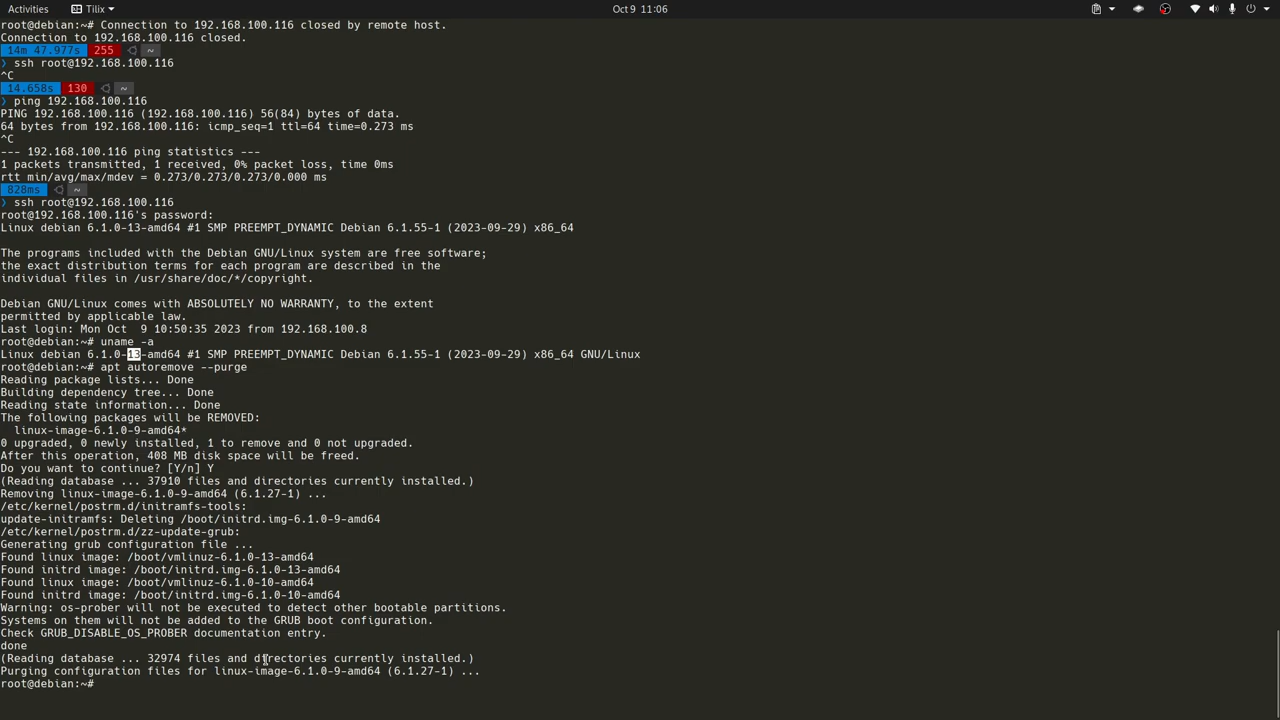 Activities Tilix Oct 9 11:06
root@debian:~# Connection to 192.168.100.116 closed by remote host.
Connection to 192.168.100.116 closed.
14m 47.977s 255 ~
❯ ssh root@192.168.100.116
^C
14.658s 130 ~
❯ ping 192.168.100.116
PING 192.168.100.116 (192.168.100.116) 56(84) bytes of data.
64 bytes from 192.168.100.116: icmp_seq=1 ttl=64 time=0.273 ms
^C
--- 192.168.100.116 ping statistics ---
1 packets transmitted, 1 received, 0% packet loss, time 0ms
rtt min/avg/max/mdev = 0.273/0.273/0.273/0.000 ms
828ms ~
❯ ssh root@192.168.100.116
root@192.168.100.116's password:
Linux debian 6.1.0-13-amd64 #1 SMP PREEMPT_DYNAMIC Debian 6.1.55-1 (2023-09-29) x86_64
The programs included with the Debian GNU/Linux system are free software;
the exact distribution terms for each program are described in the
individual files in /usr/share/doc/*/copyright.
Debian GNU/Linux comes with ABSOLUTELY NO WARRANTY, to the extent
permitted by applicable law.
Last login: Mon Oct  9 10:50:35 2023 from 192.168.100.8
root@debian:~# uname -a
Linux debian 6.1.0-13-amd64 #1 SMP PREEMPT_DYNAMIC Debian 6.1.55-1 (2023-09-29) x86_64 GNU/Linux
root@debian:~# apt autoremove --purge
Reading package lists... Done
Building dependency tree... Done
Reading state information... Done
The following packages will be REMOVED:
  linux-image-6.1.0-9-amd64*
0 upgraded, 0 newly installed, 1 to remove and 0 not upgraded.
After this operation, 408 MB disk space will be freed.
Do you want to continue? [Y/n] Y
(Reading database ... 37910 files and directories currently installed.)
Removing linux-image-6.1.0-9-amd64 (6.1.27-1) ...
/etc/kernel/postrm.d/initramfs-tools:
update-initramfs: Deleting /boot/initrd.img-6.1.0-9-amd64
/etc/kernel/postrm.d/zz-update-grub:
Generating grub configuration file ...
Found linux image: /boot/vmlinuz-6.1.0-13-amd64
Found initrd image: /boot/initrd.img-6.1.0-13-amd64
Found linux image: /boot/vmlinuz-6.1.0-10-amd64
Found initrd image: /boot/initrd.img-6.1.0-10-amd64
Warning: os-prober will not be executed to detect other bootable partitions.
Systems on them will not be added to the GRUB boot configuration.
Check GRUB_DISABLE_OS_PROBER documentation entry.
done
(Reading database ... 32974 files and directories currently installed.)
Purging configuration files for linux-image-6.1.0-9-amd64 (6.1.27-1) ...
root@debian:~#